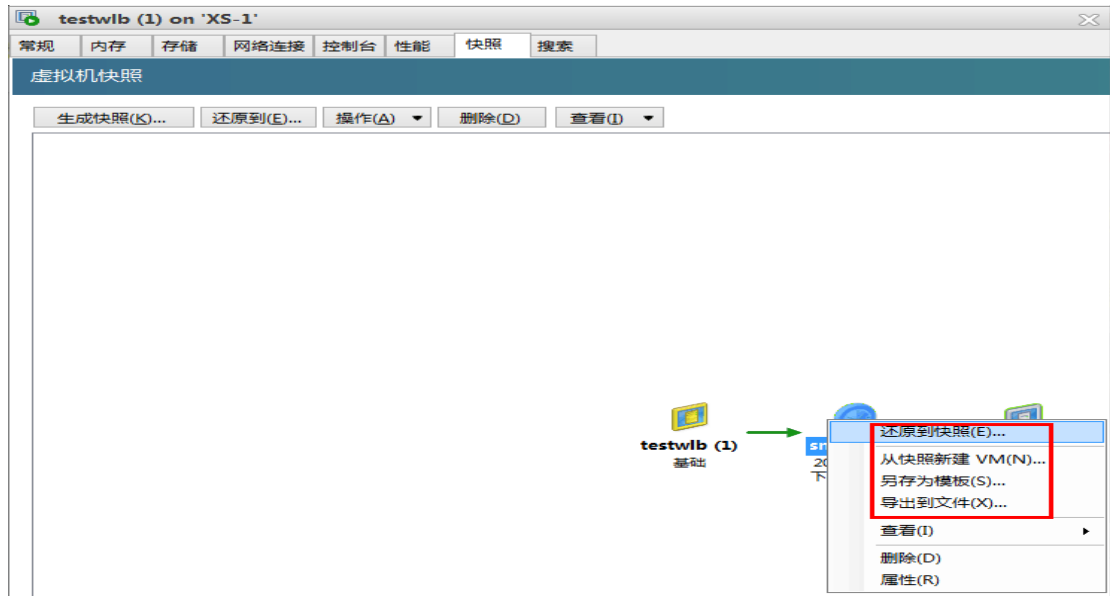 testwlb (1) on 'XS-1'
常规 内存 存储 网络连接 控制台 性能 快照 搜索
虚拟机快照
生成快照(K)... 还原到(E)... 操作(A) 删除(D) 查看(I)
testwlb (1)
基础
还原到快照(E)...
从快照新建 VM(N)...
另存为模板(S)...
导出到文件(X)...
查看(I)
删除(D)
属性(R)